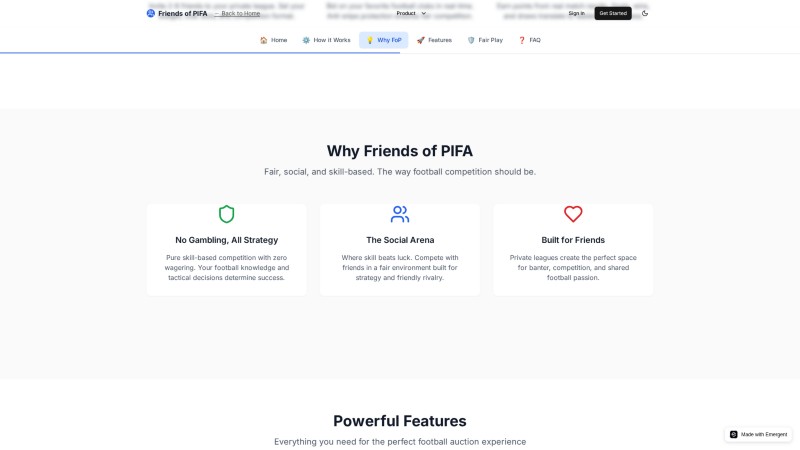 Friends of PIFA
← Back to Home
Product
Sign In
Get Started
🏠 Home
⚙️ How It Works
💡 Why FoP
🚀 Features
🛡️ Fair Play
❓ FAQ
Why Friends of PIFA
Fair, social, and skill-based. The way football competition should be.
No Gambling, All Strategy
Pure skill-based competition with zero
wagering. Your football knowledge and
tactical decisions determine success.
The Social Arena
Where skill beats luck. Compete with
friends in a fair environment built for
strategy and friendly rivalry.
Built for Friends
Private leagues create the perfect space
for banter, competition, and shared
football passion.
Powerful Features
Everything you need for the perfect football auction experience
Made with Emergent